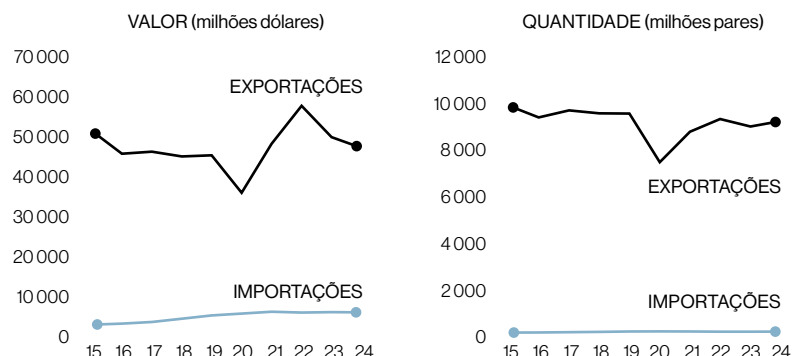 VALOR (milhões dólares)
70 000
60 000
50 000
40 000
30 000
20 000
10 000
0
EXPORTAÇÕES
IMPORTAÇÕES
15 16 17 18 19 20 21 22 23 24
QUANTIDADE (milhões pares)
12 000
10 000
8 000
6 000
4 000
2 000
0
EXPORTAÇÕES
IMPORTAÇÕES
15 16 17 18 19 20 21 22 23 24